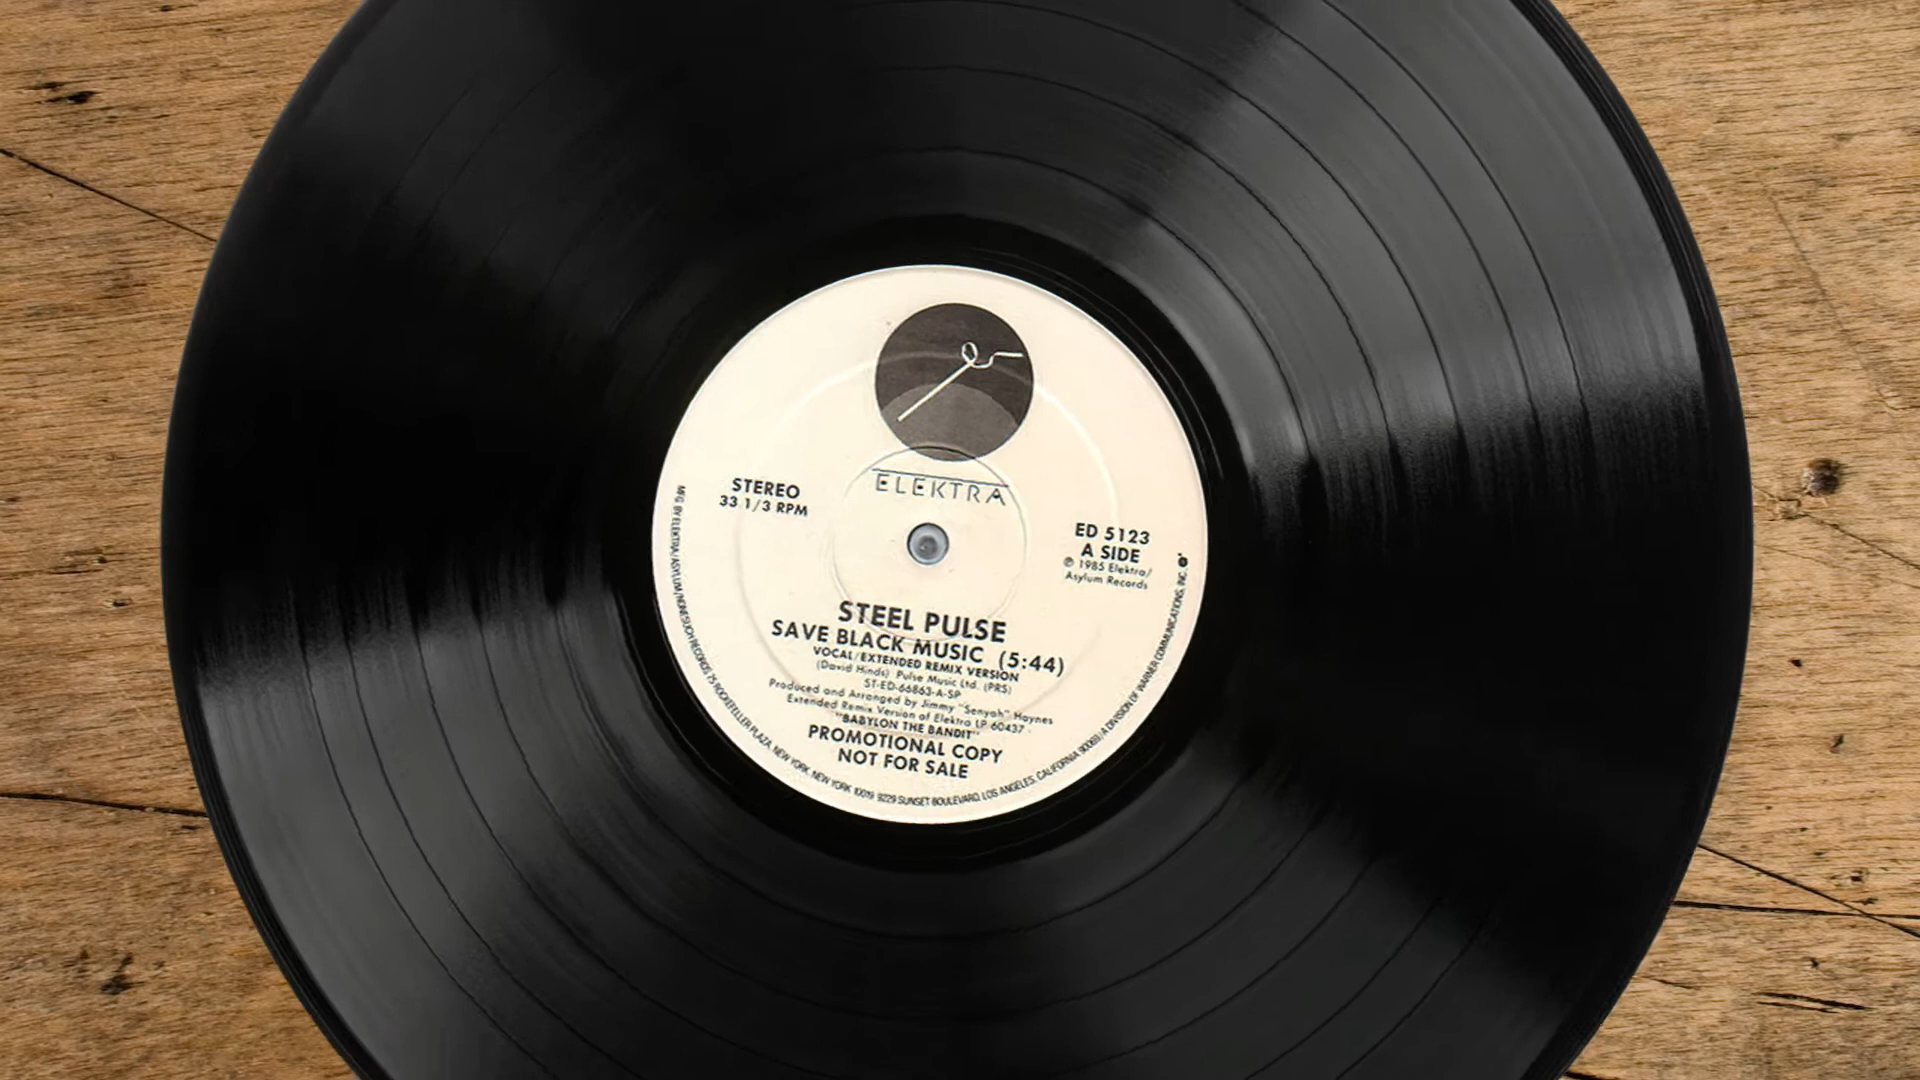 ELEKTRA
STEREO
33 1/3 RPM
ED 5123
A SIDE
℗ 1985 Elektra/
Asylum Records
STEEL PULSE
SAVE BLACK MUSIC (5:44)
VOCAL/EXTENDED REMIX VERSION
(David Hinds) Pulse Music Ltd. (PRS)
ST-ED-66863-A-SP
Produced and Arranged by Jimmy "Senyah" Haynes
Extended Remix Version of Elektra LP 60437
"BABYLON THE BANDIT"
PROMOTIONAL COPY
NOT FOR SALE
MFG. BY ELEKTRA/ASYLUM/NONESUCH RECORDS, 75 ROCKEFELLER PLAZA, NEW YORK, NEW YORK 10019. 9229 SUNSET BOULEVARD, LOS ANGELES, CALIFORNIA 90069/A DIVISION OF WARNER COMMUNICATIONS, INC.